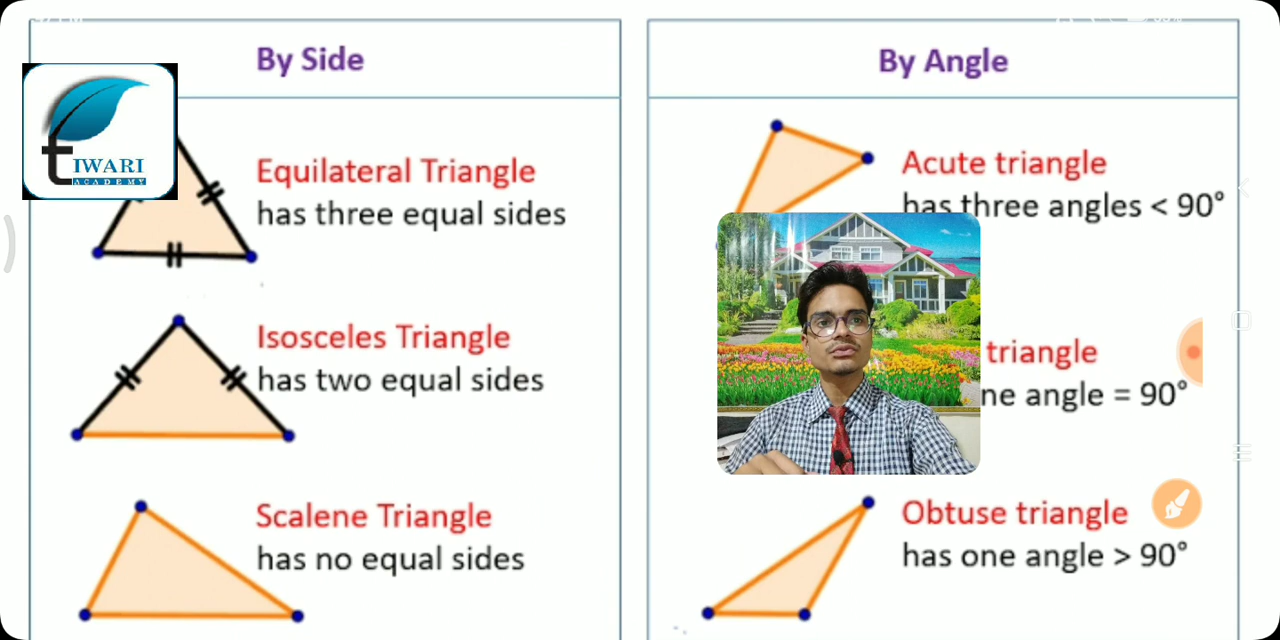 By Side
By Angle
tIWARI
ACADEMY
Equilateral Triangle
has three equal sides
Isosceles Triangle
has two equal sides
Scalene Triangle
has no equal sides
Acute triangle
has three angles < 90°
triangle
ne angle = 90°
Obtuse triangle
has one angle > 90°